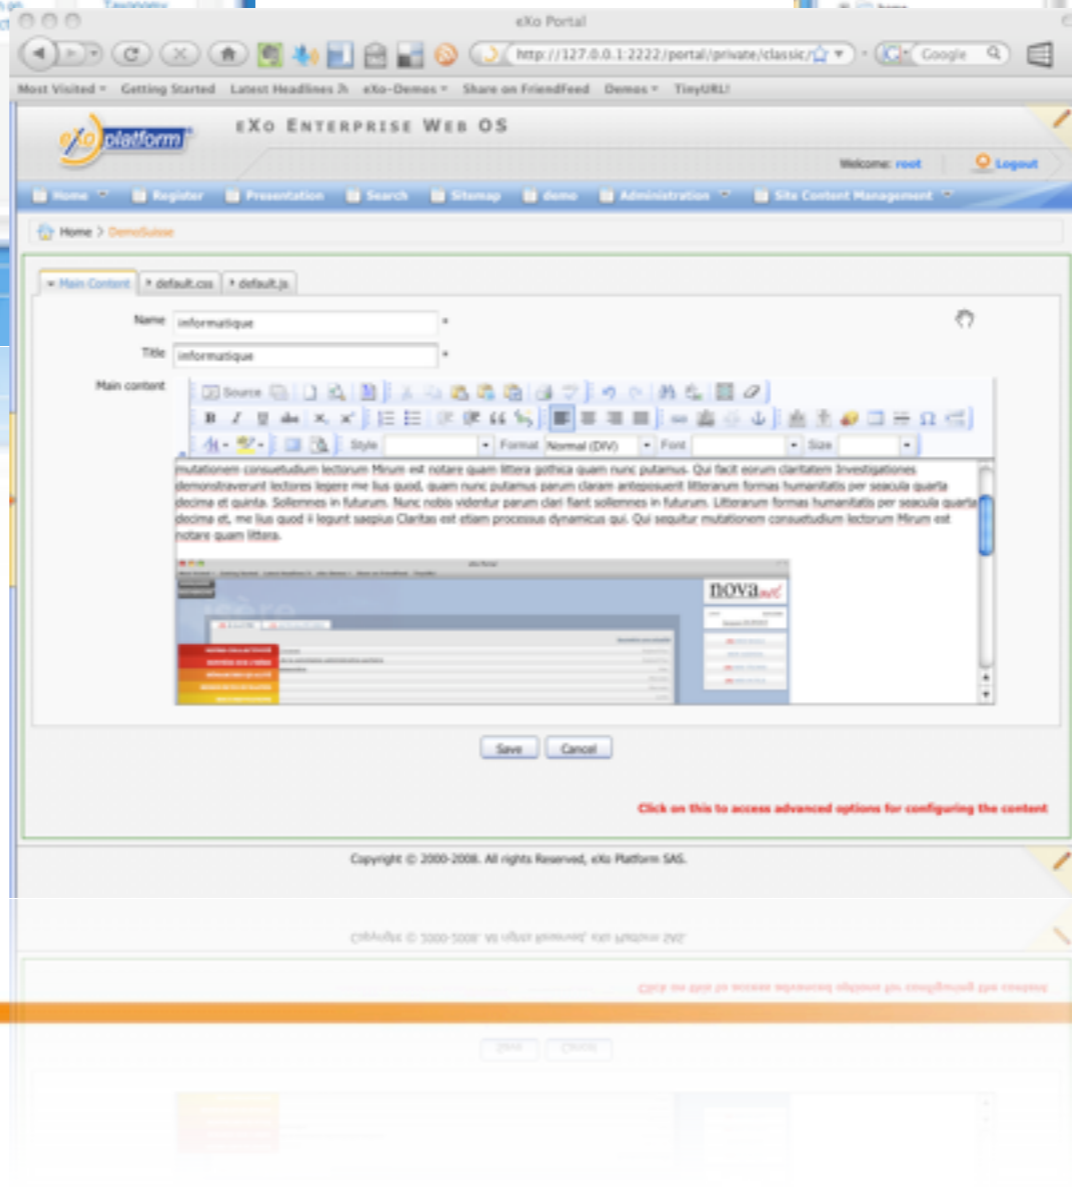 Taxonomy
home
eXo Portal
http://127.0.0.1:2222/portal/private/classic/
Google
Most Visited Getting Started Latest Headlines eXo-Demos Share on FriendFeed Demos TinyURL!
eXo platform
eXo Enterprise Web OS
Welcome: root Logout
Home Register Presentation Search Sitemap demo Administration Site Content Management
Home > DemoSuisse
Main Content default.css default.js
Name informatique *
Title informatique *
Main content
Source
Style Format Normal (DIV) Font Size
mutationem consuetudium lectorum Mirum est notare quam littera gothica quam nunc putamus. Qui facit eorum claritatem Investigationes
demonstraverunt lectores legere me lius quod, quam nunc putamus parum claram anteposuerit litterarum formas humanitatis per seacula quarta
decima et quinta. Sollemnes in futurum. Nunc nobis videntur parum clari fiant sollemnes in futurum. Litterarum formas humanitatis per seacula quarta
decima et, me lius quod ii legunt saepius Claritas est etiam processus dynamicus qui. Qui sequitur mutationem consuetudium lectorum Mirum est
notare quam littera.
novanet
Save Cancel
Click on this to access advanced options for configuring the content
Copyright © 2000-2008. All rights Reserved, eXo Platform SAS.